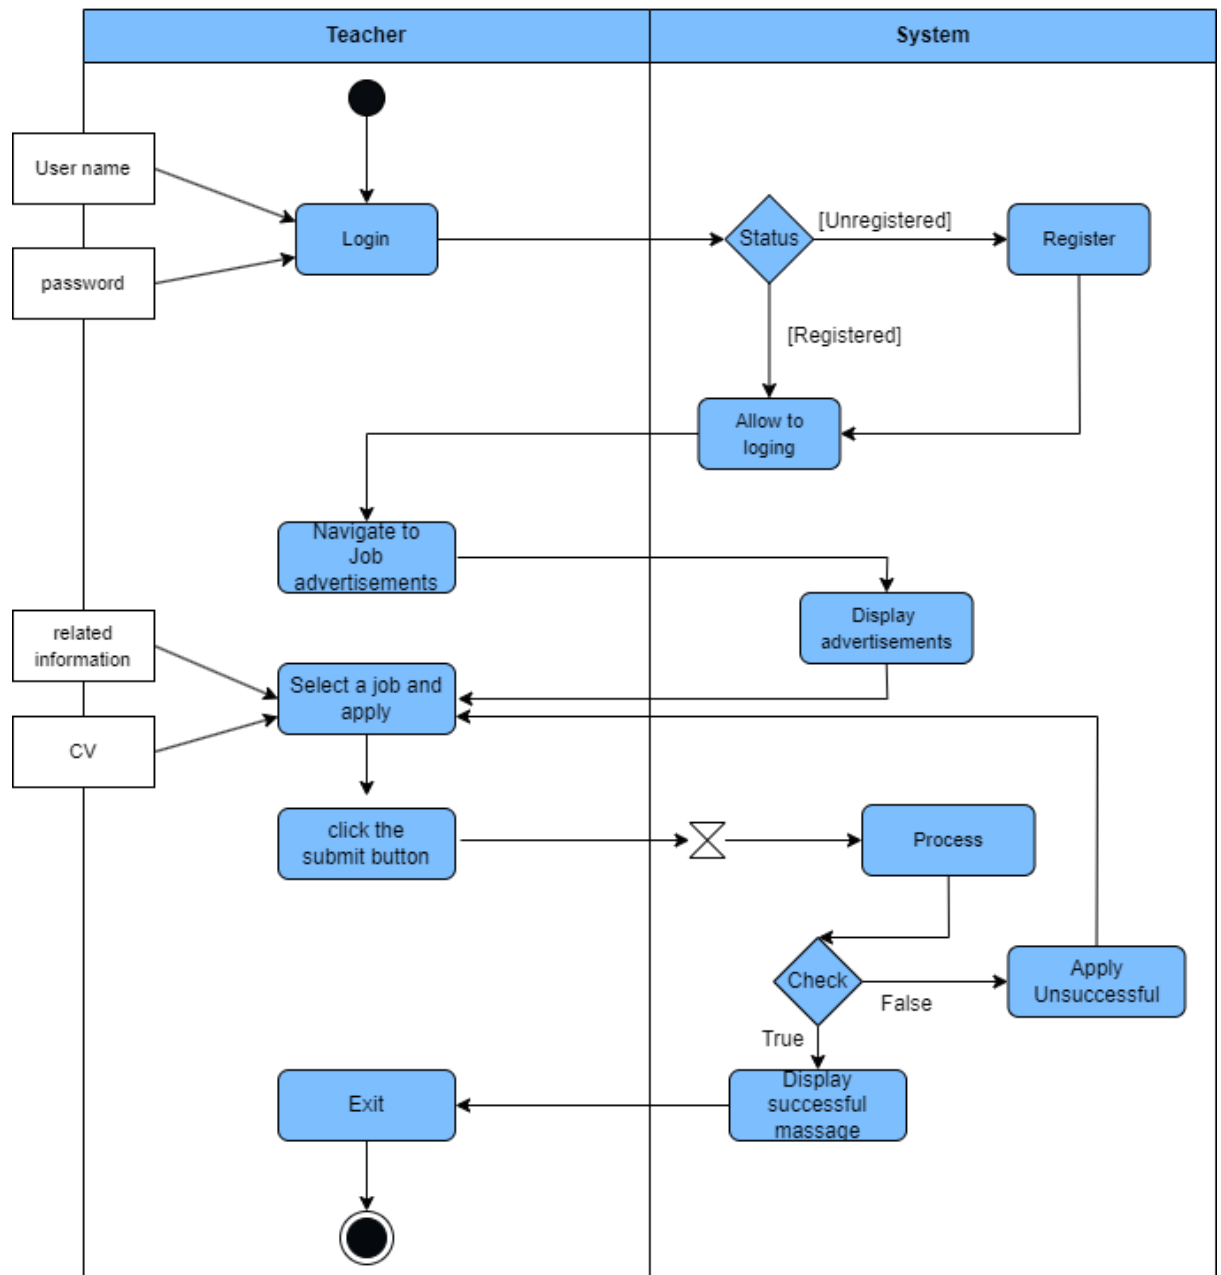 Teacher
System
User name
Login
Status
[Unregistered]
Register
password
[Registered]
Allow to
loging
Navigate to
Job
advertisements
Display
advertisements
related
information
Select a job and
apply
CV
click the
submit button
Process
Check
False
Apply
Unsuccessful
True
Display
successful
massage
Exit